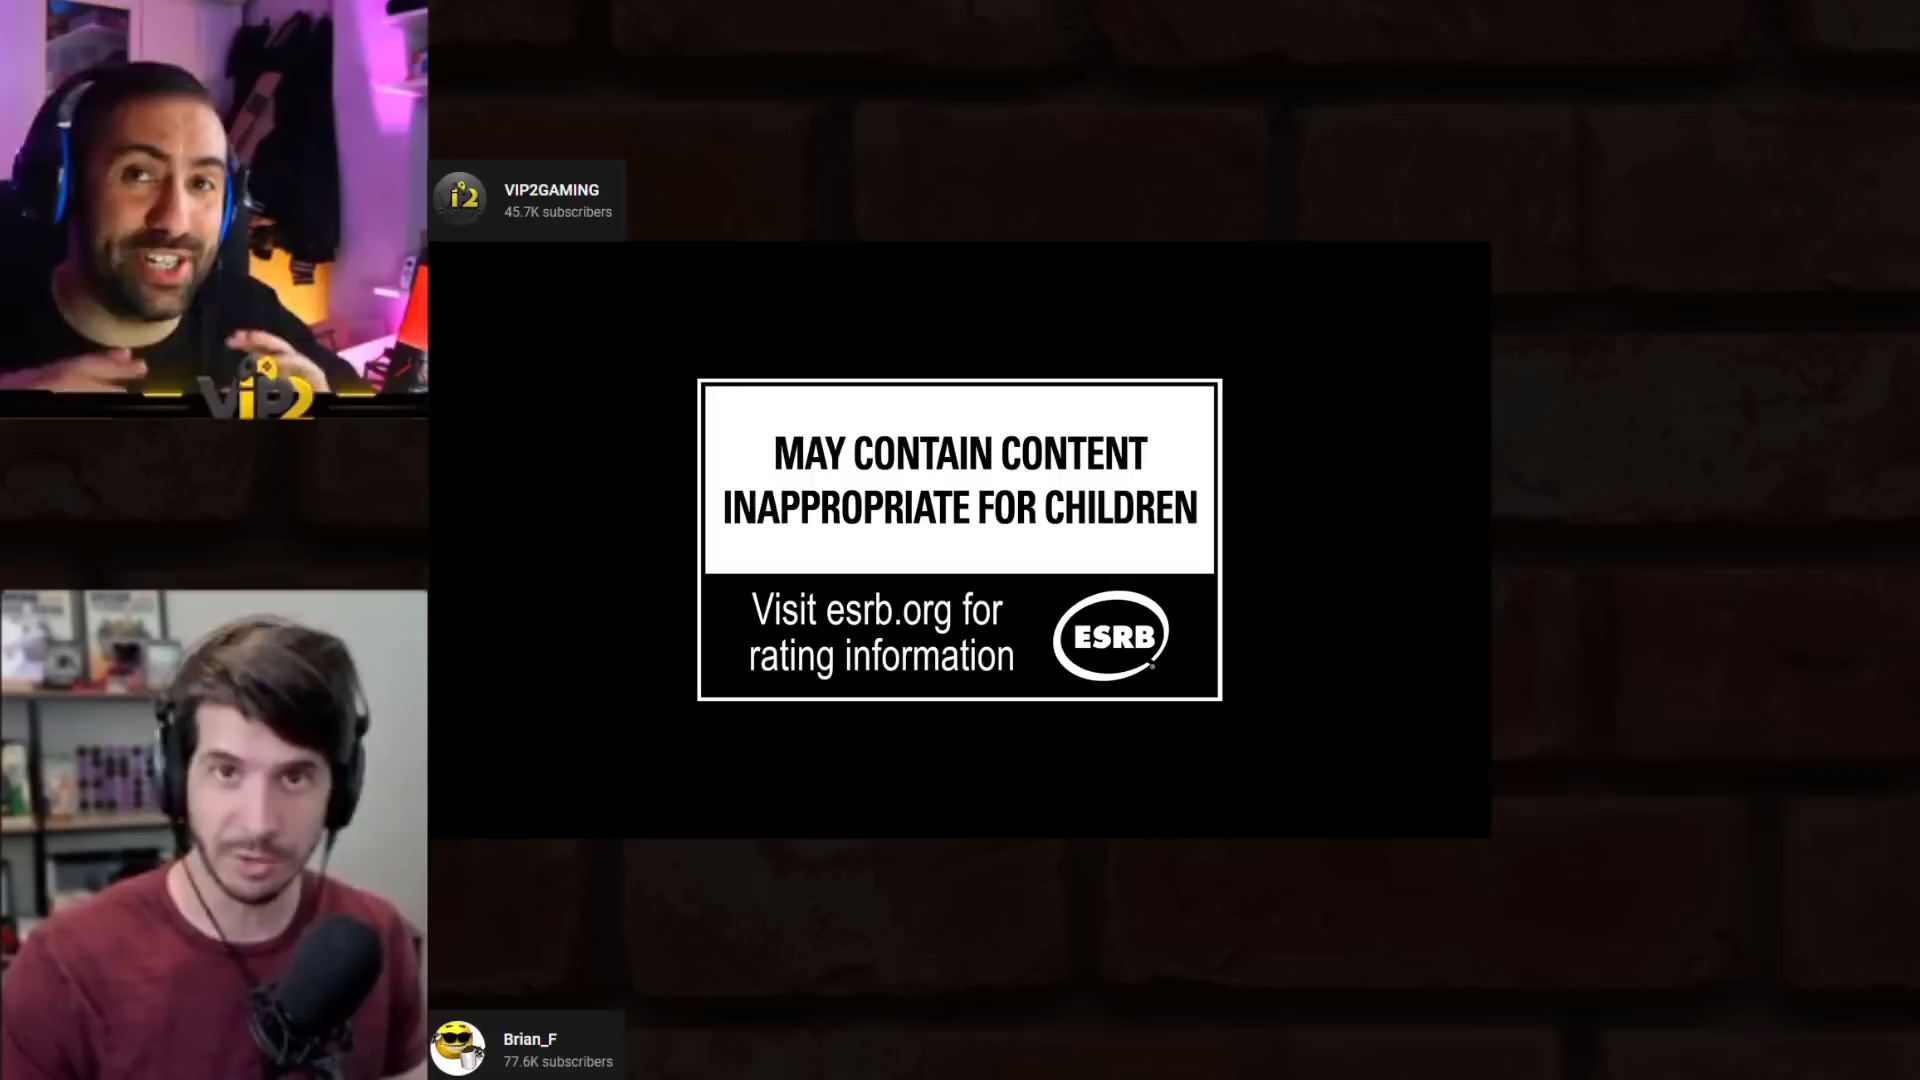 VIP2GAMING
45.7K subscribers
MAY CONTAIN CONTENT
INAPPROPRIATE FOR CHILDREN
Visit esrb.org for
rating information
ESRB
ViP2
Brian_F
77.6K subscribers